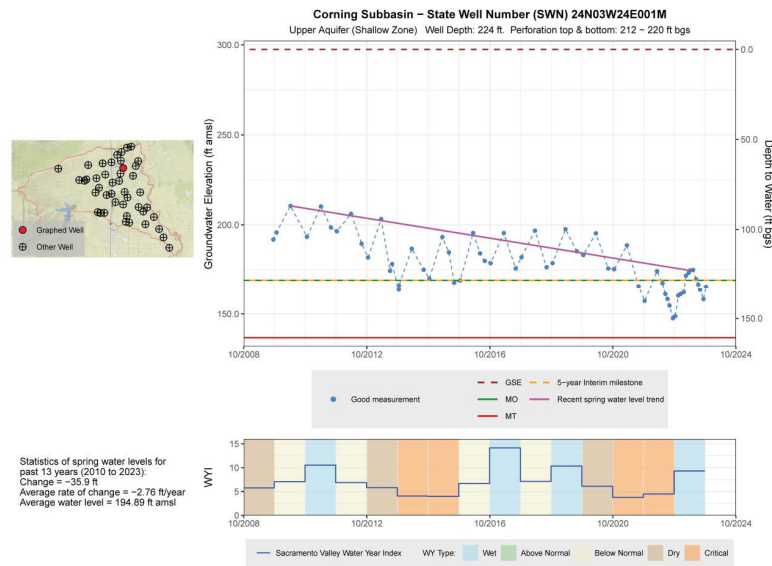 Corning Subbasin − State Well Number (SWN) 24N03W24E001M
Upper Aquifer (Shallow Zone)   Well Depth: 224 ft.   Perforation top & bottom: 212 − 220 ft bgs
Graphed Well
Other Well
Groundwater Elevation (ft amsl)
300.0
250.0
200.0
150.0
Depth to Water (ft bgs)
0.0
50.0
100.0
150.0
10/2008
10/2012
10/2016
10/2020
10/2024
Good measurement
GSE
MO
MT
5−year Interim milestone
Recent spring water level trend
Statistics of spring water levels for
past 13 years (2010 to 2023):
Change = −35.9 ft
Average rate of change = −2.76 ft/year
Average water level = 194.89 ft amsl
WYI
15
10
5
0
10/2008
10/2012
10/2016
10/2020
10/2024
Sacramento Valley Water Year Index
WY Type:
Wet
Above Normal
Below Normal
Dry
Critical